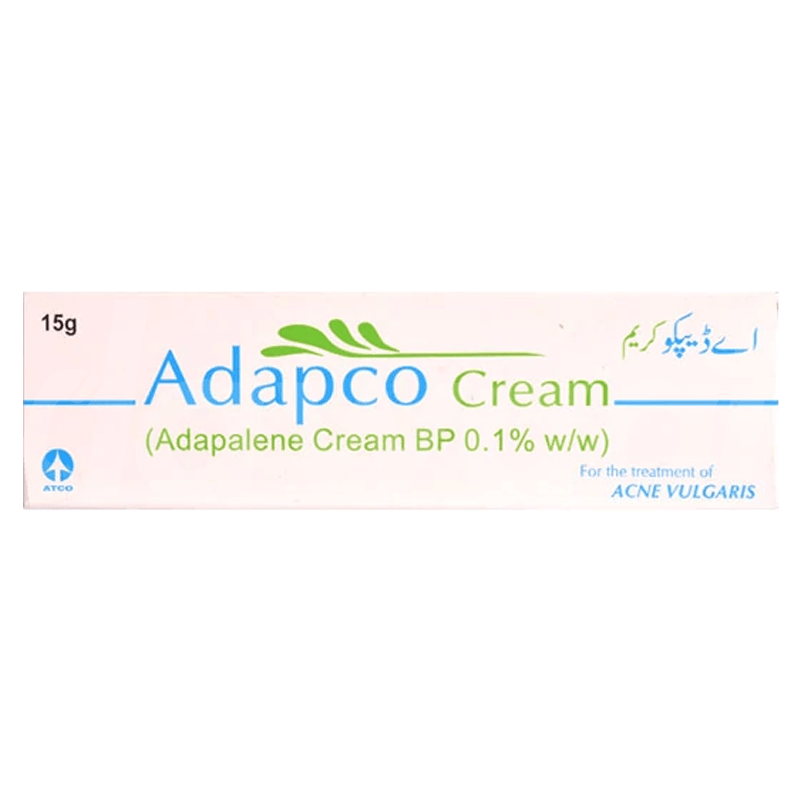 15g
اے ڈیپکو کریم
Adapco Cream
(Adapalene Cream BP 0.1% w/w)
For the treatment of
ACNE VULGARIS
ATCO